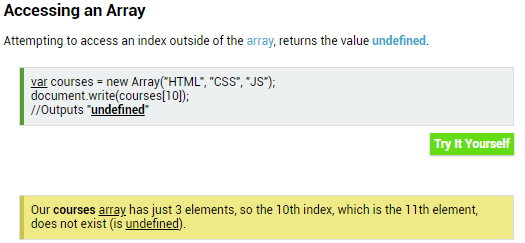 Accessing an Array
Attempting to access an index outside of the array, returns the value undefined.
var courses = new Array("HTML", "CSS", "JS");
document.write(courses[10]);
//Outputs "undefined"
Try It Yourself
Our courses array has just 3 elements, so the 10th index, which is the 11th element,
does not exist (is undefined).